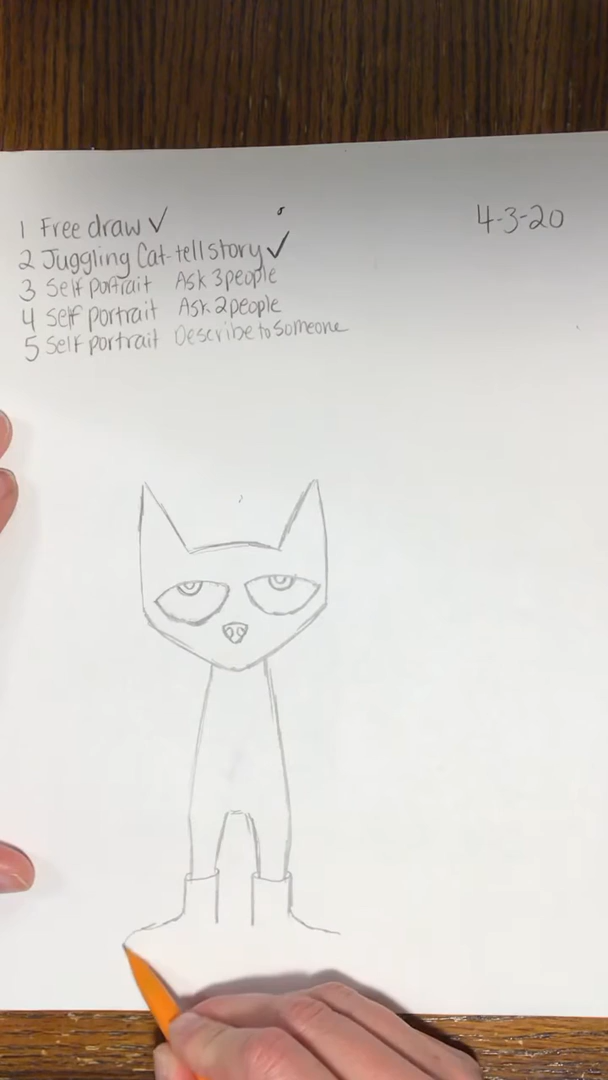 1 Free draw ✓
4-3-20
2 Juggling Cat-tell story ✓
3 Self Portrait Ask 3 people
4 Self portrait Ask 2 people
5 Self portrait Describe to Someone